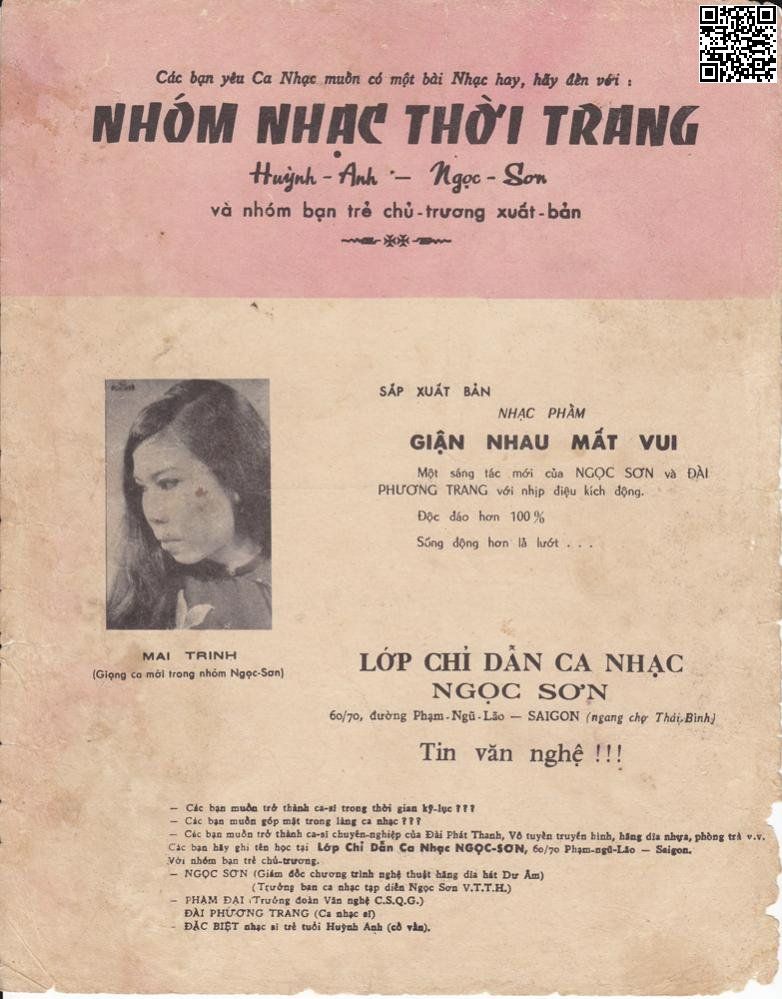 Các bạn yêu Ca Nhạc muốn có một bài Nhạc hay, hãy đến với :
NHÓM NHẠC THỜI TRANG
Huỳnh - Anh — Ngọc - Sơn
và nhóm bạn trẻ chủ-trương xuất-bản
SẮP XUẤT BẢN
NHẠC PHẨM
GIẬN NHAU MẤT VUI
Một sáng tác mới của NGỌC SƠN và ĐÀI
PHƯƠNG TRANG với nhịp điệu kích động.
Độc đáo hơn 100%
Sống động hơn lả lướt . . .
MAI TRINH
(Giọng ca mới trong nhóm Ngọc-Sơn)
LỚP CHỈ DẪN CA NHẠC
NGỌC SƠN
60/70, đường Phạm-Ngũ-Lão — SAIGON (ngang chợ Thái-Bình)
Tin văn nghệ !!!
— Các bạn muốn trở thành ca-sĩ trong thời gian kỷ-lục ???
— Các bạn muốn góp mặt trong làng ca nhạc ???
— Các bạn muốn trở thành ca-sĩ chuyên-nghiệp của Đài Phát Thanh, Vô tuyến truyền hình, hãng dĩa nhựa, phòng trà v.v.
Các bạn hãy ghi tên học tại Lớp Chỉ Dẫn Ca Nhạc NGỌC-SƠN, 60/70 Phạm-ngũ-Lão — Saigon.
Với nhóm bạn trẻ chủ-trương.
— NGỌC SƠN (Giám đốc chương trình nghệ thuật hãng dĩa hát Dư Âm)
(Trưởng ban ca nhạc tạp diễn Ngọc Sơn V.T.T.H.)
— PHẠM ĐẠI (Trưởng đoàn Văn nghệ C.S.Q.G.)
ĐÀI PHƯƠNG TRANG (Ca nhạc sĩ)
— ĐẶC BIỆT nhạc sĩ trẻ tuổi Huỳnh Anh (cố vấn).